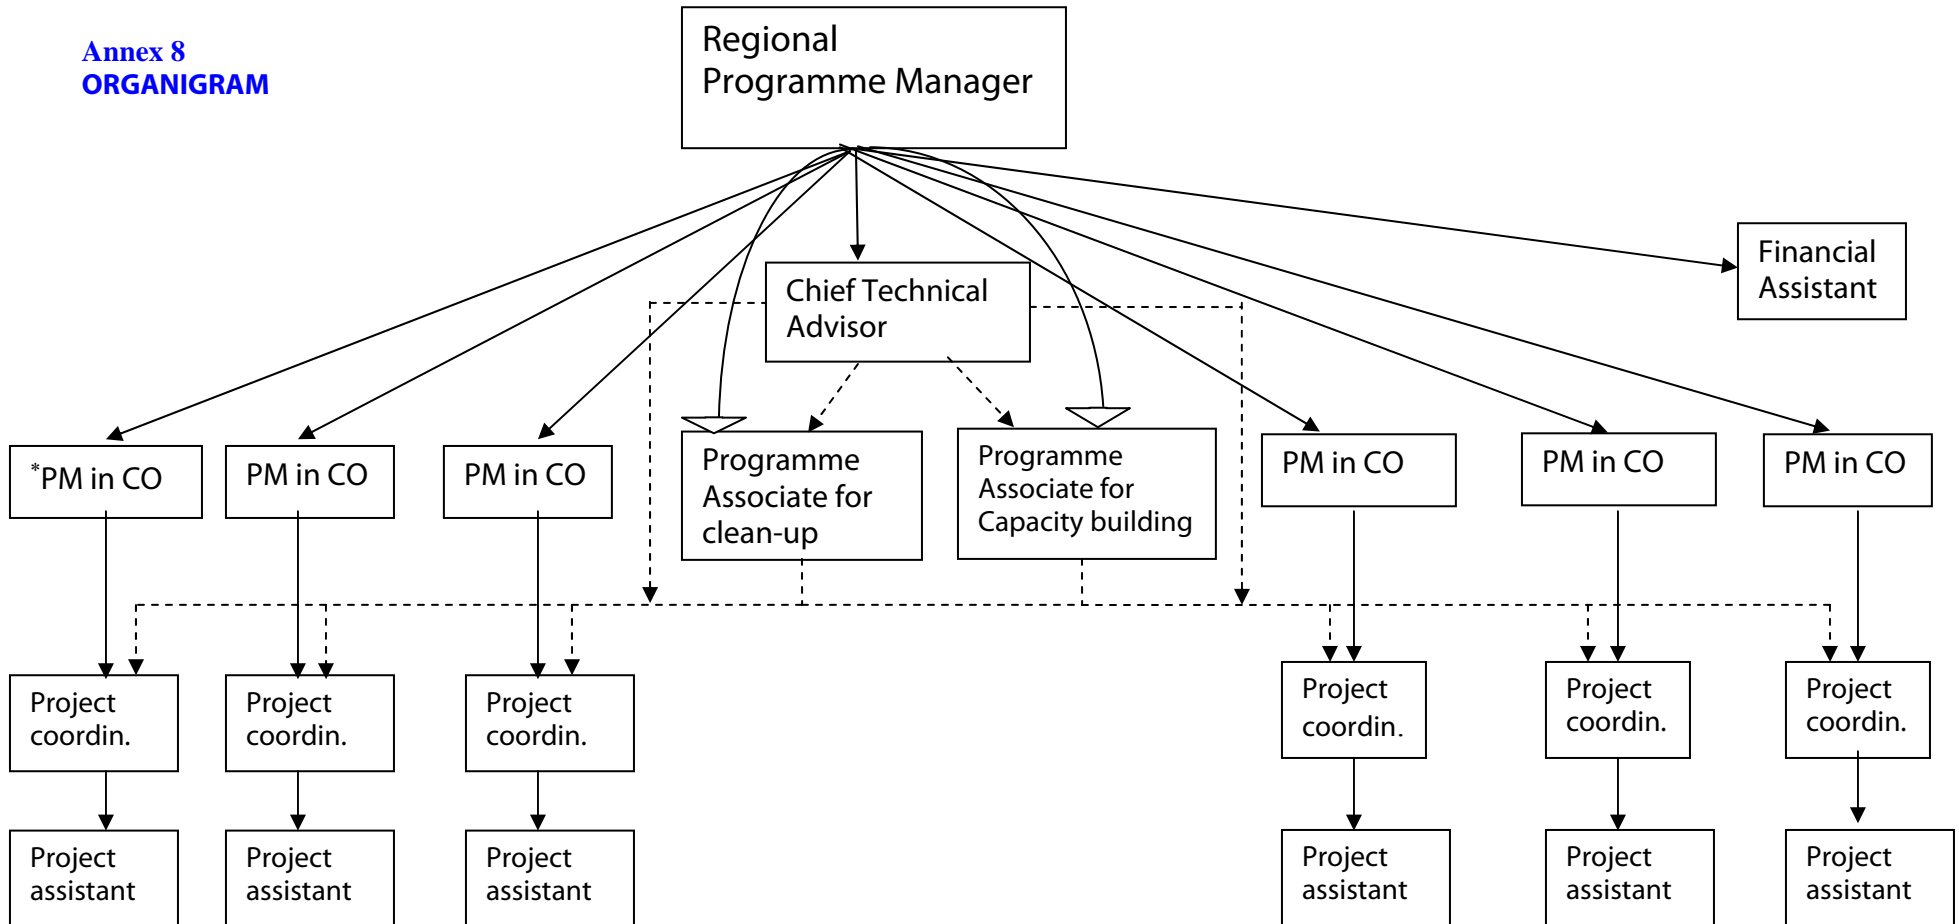 Annex 8
ORGANIGRAM
Regional
Programme Manager
Financial
Assistant
Chief Technical
Advisor
*PM in CO
PM in CO
PM in CO
Programme
Associate for
clean-up
Programme
Associate for
Capacity building
PM in CO
PM in CO
PM in CO
Project
coordin.
Project
coordin.
Project
coordin.
Project
coordin.
Project
coordin.
Project
coordin.
Project
assistant
Project
assistant
Project
assistant
Project
assistant
Project
assistant
Project
assistant